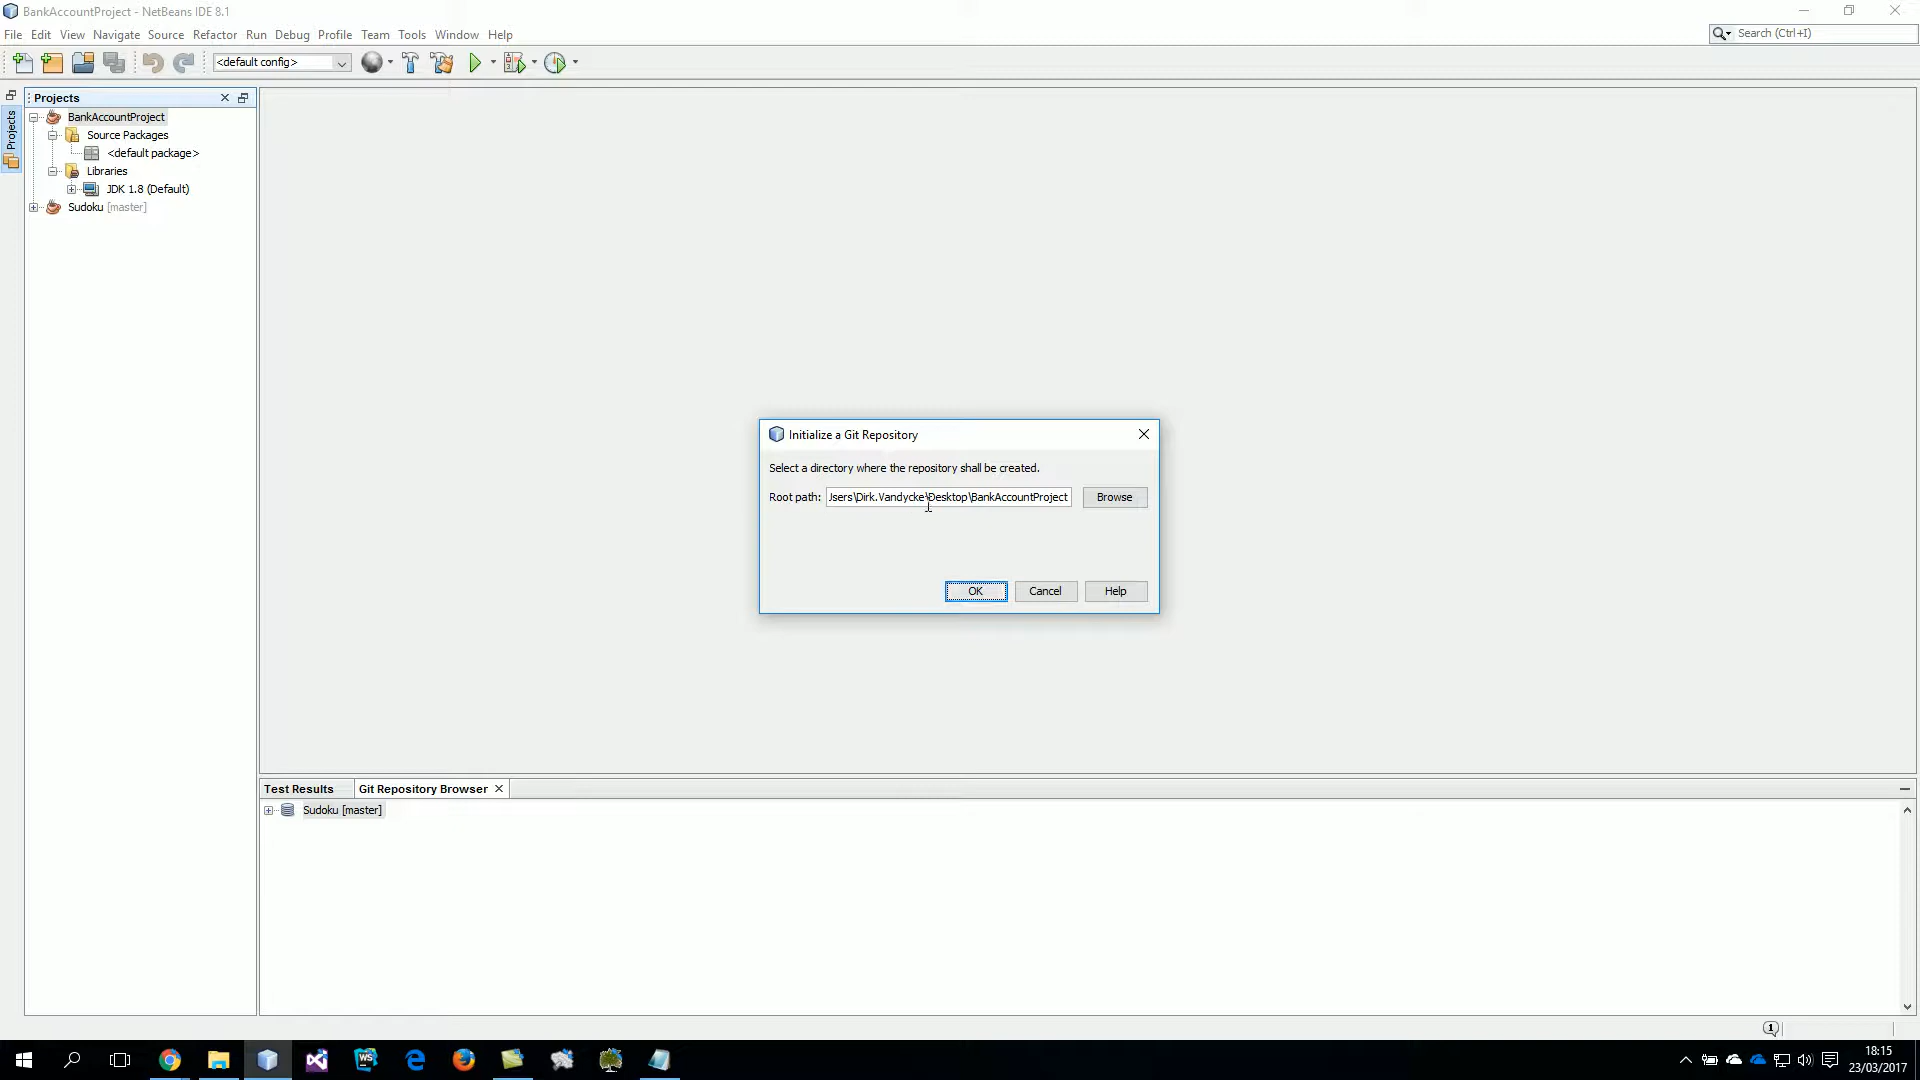 BankAccountProject - NetBeans IDE 8.1
File Edit View Navigate Source Refactor Run Debug Profile Team Tools Window Help
Search (Ctrl+I)
<default config>
Projects
Projects
BankAccountProject
Source Packages
<default package>
Libraries
JDK 1.8 (Default)
Sudoku [master]
Initialize a Git Repository
Select a directory where the repository shall be created.
Root path: Jsers\Dirk.Vandycke\Desktop\BankAccountProject Browse
OK Cancel Help
Test Results Git Repository Browser
Sudoku [master]
1
WS
18:15
23/03/2017